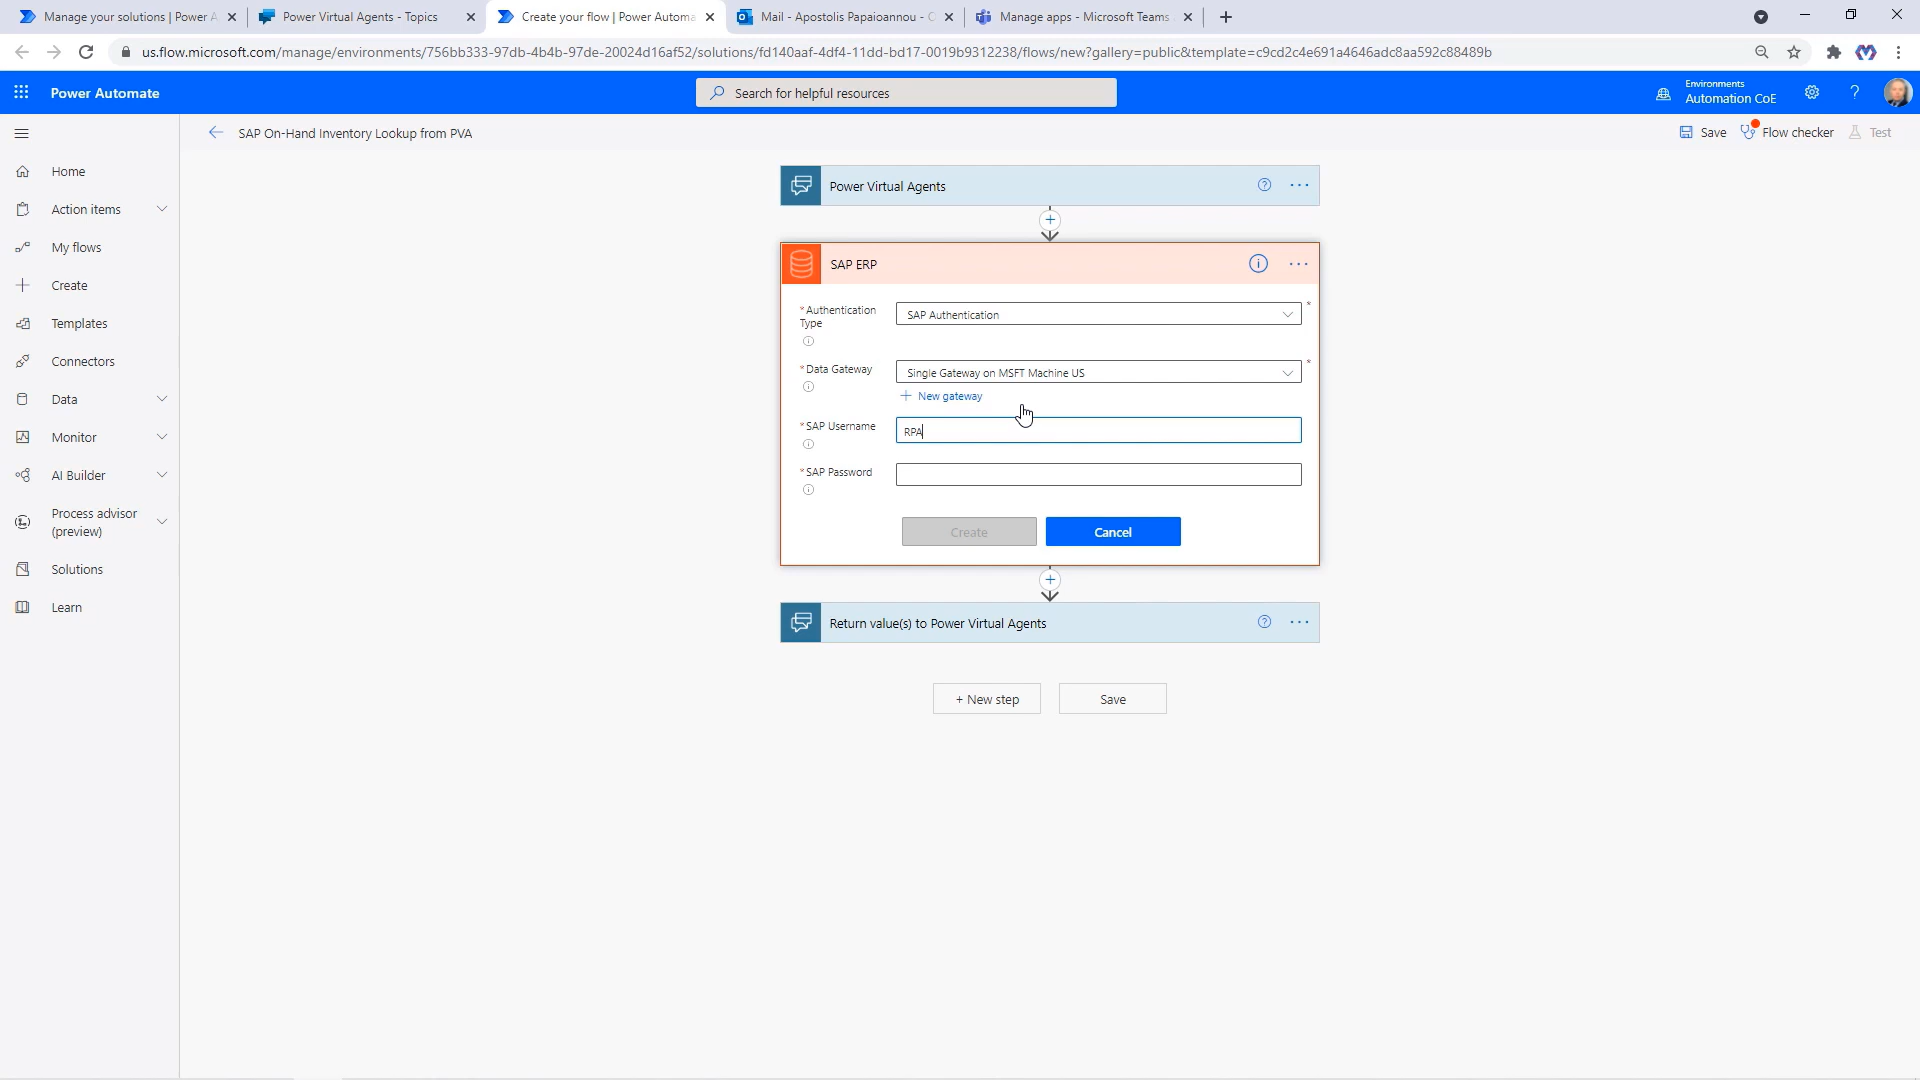 Manage your solutions | Power A
Power Virtual Agents - Topics
Create your flow | Power Automa
Mail - Apostolis Papaioannou - O
Manage apps - Microsoft Teams
us.flow.microsoft.com/manage/environments/756bb333-97db-4b4b-97de-20024d16af52/solutions/fd140aaf-4df4-11dd-bd17-0019b9312238/flows/new?gallery=public&template=c9cd2c4e691a4646adc8aa592c88489b
Power Automate
Search for helpful resources
Environments
Automation CoE
SAP On-Hand Inventory Lookup from PVA
Save
Flow checker
Test
Home
Action items
My flows
Create
Templates
Connectors
Data
Monitor
AI Builder
Process advisor
(preview)
Solutions
Learn
Power Virtual Agents
SAP ERP
* Authentication
Type
SAP Authentication
*
* Data Gateway
Single Gateway on MSFT Machine US
*
+ New gateway
* SAP Username
RPA
* SAP Password
Create
Cancel
Return value(s) to Power Virtual Agents
+ New step
Save